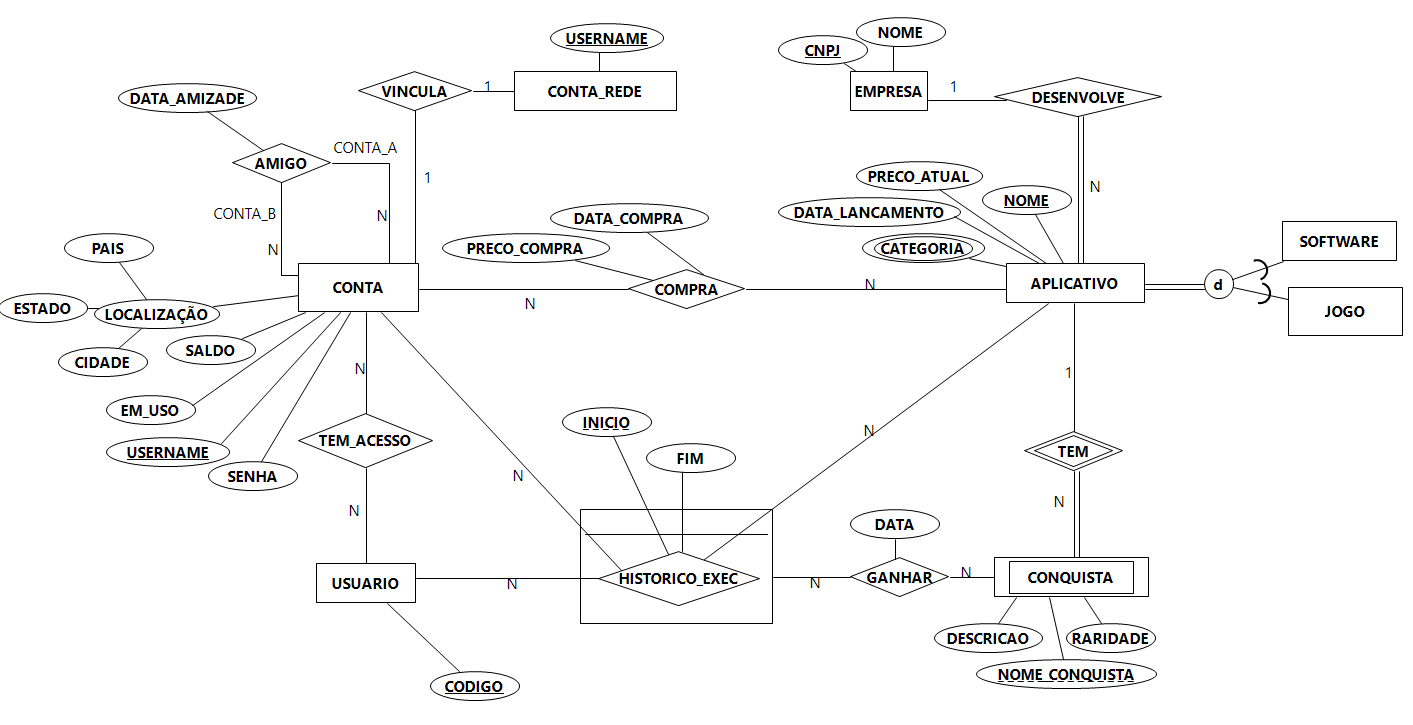 NOME
USERNAME
CNPJ
VINCULA
1
CONTA_REDE
EMPRESA
1
DESENVOLVE
DATA_AMIZADE
CONTA_A
AMIGO
1
PRECO_ATUAL
N
NOME
CONTA_B
N
DATA_COMPRA
DATA_LANCAMENTO
SOFTWARE
PAIS
N
PRECO_COMPRA
CATEGORIA
CONTA
COMPRA
N
N
APLICATIVO
d
ESTADO
LOCALIZAÇÃO
JOGO
CIDADE
SALDO
N
1
EM_USO
INICIO
N
TEM_ACESSO
USERNAME
TEM
FIM
SENHA
N
N
N
DATA
HISTORICO_EXEC
GANHAR
N
CONQUISTA
USUARIO
N
N
DESCRICAO
RARIDADE
NOME_CONQUISTA
CODIGO